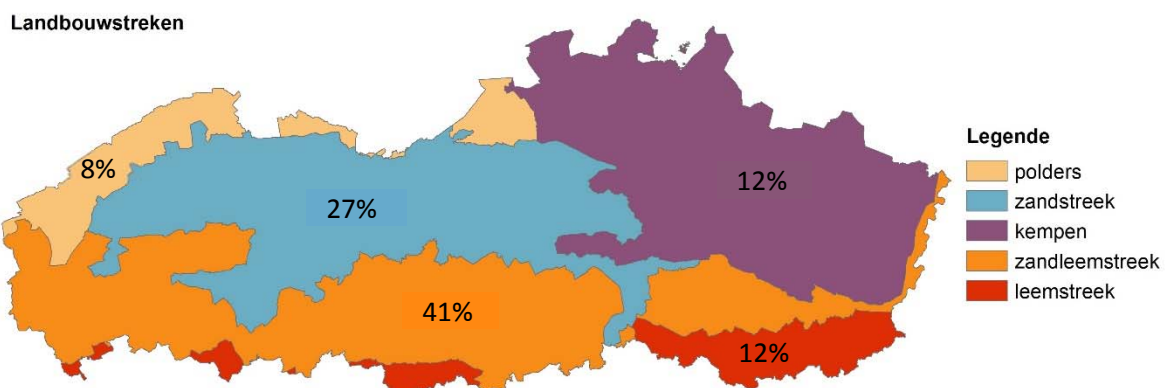 Landbouwstreken
8%
27%
12%
41%
12%
Legende
polders
zandstreek
kempen
zandleemstreek
leemstreek